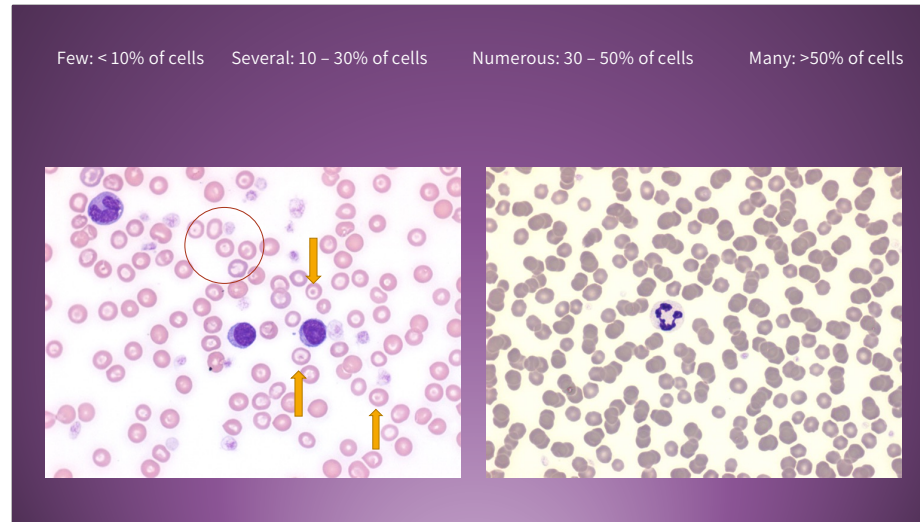 Few: < 10% of cells Several: 10 – 30% of cells Numerous: 30 – 50% of cells Many: >50% of cells